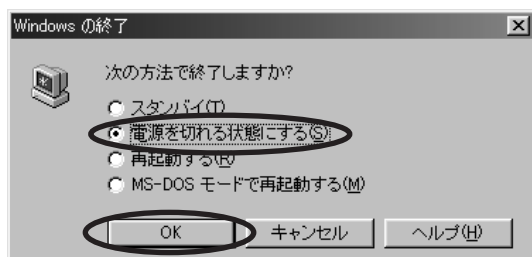 Windows の終了
次の方法で終了しますか?
スタンバイ(T)
電源を切れる状態にする(S)
再起動する(R)
MS-DOS モードで再起動する(M)
OK キャンセル ヘルプ(H)